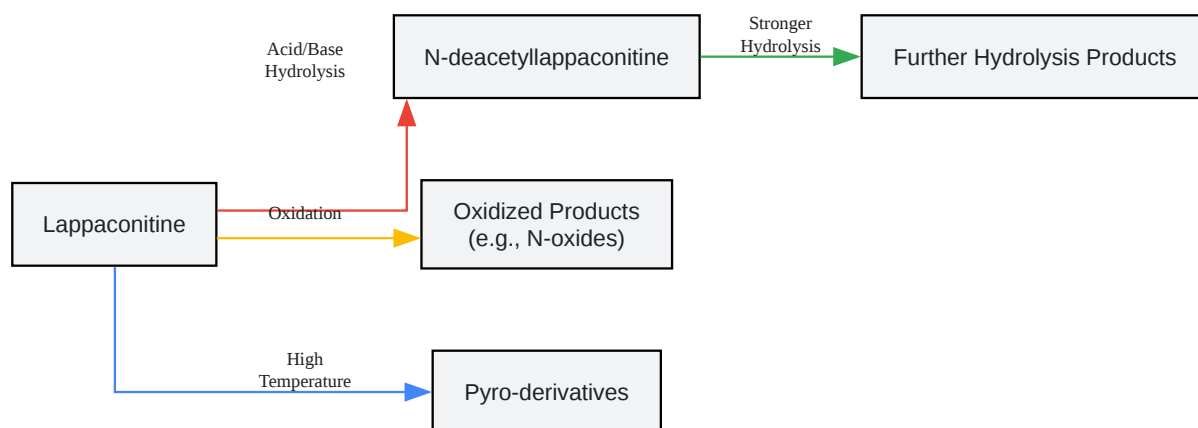 Acid/Base
Hydrolysis
N-deacetyllappaconitine
Stronger
Hydrolysis
Further Hydrolysis Products
Lappaconitine
Oxidation
Oxidized Products
(e.g., N-oxides)
High
Temperature
Pyro-derivatives